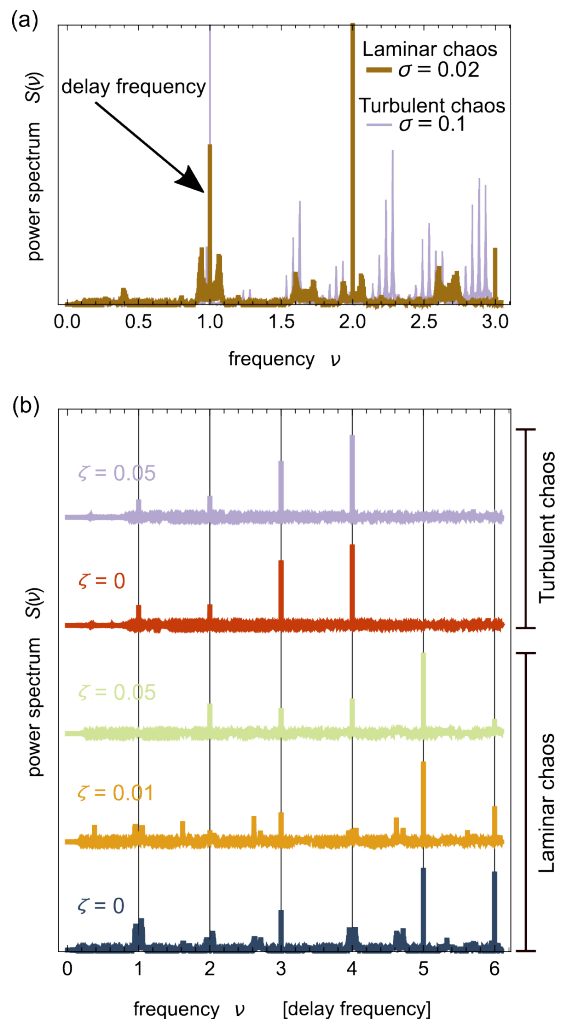 (a)
power spectrum S(ν)
delay frequency
Laminar chaos
σ = 0.02
Turbulent chaos
σ = 0.1
0.0 0.5 1.0 1.5 2.0 2.5 3.0
frequency ν
(b)
power spectrum S(ν)
ζ = 0.05
ζ = 0
ζ = 0.05
ζ = 0.01
ζ = 0
Turbulent chaos
Laminar chaos
0 1 2 3 4 5 6
frequency ν [delay frequency]